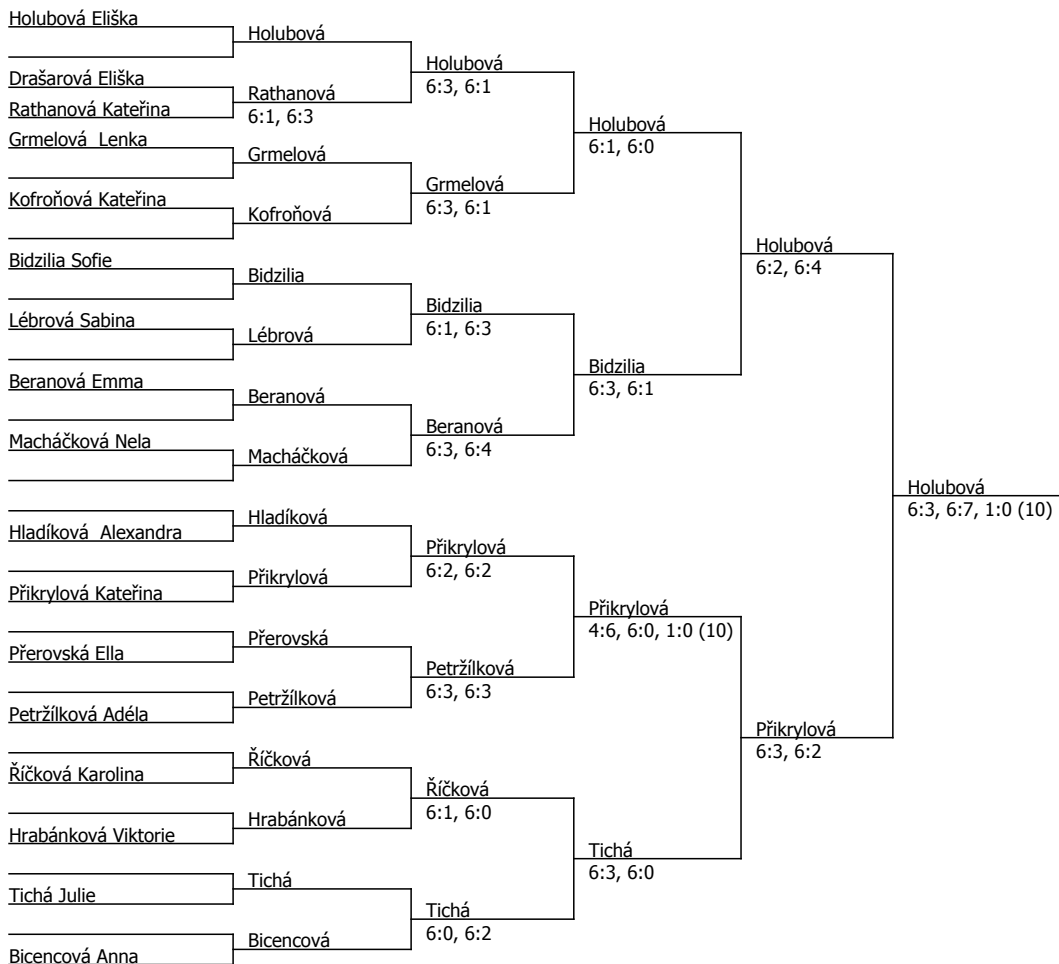 Holubová Eliška
Drašarová Eliška
Rathanová Kateřina
Grmelová  Lenka
Kofroňová Kateřina
Bidzilia Sofie
Lébrová Sabina
Beranová Emma
Macháčková Nela
Hladíková  Alexandra
Přikrylová Kateřina
Přerovská Ella
Petržílková Adéla
Říčková Karolina
Hrabánková Viktorie
Tichá Julie
Bicencová Anna
Holubová
Rathanová
6:1, 6:3
Grmelová
Kofroňová
Bidzilia
Lébrová
Beranová
Macháčková
Hladíková
Přikrylová
Přerovská
Petržílková
Říčková
Hrabánková
Tichá
Bicencová
Holubová
6:3, 6:1
Grmelová
6:3, 6:1
Bidzilia
6:1, 6:3
Beranová
6:3, 6:4
Přikrylová
6:2, 6:2
Petržílková
6:3, 6:3
Říčková
6:1, 6:0
Tichá
6:0, 6:2
Holubová
6:1, 6:0
Bidzilia
6:3, 6:1
Přikrylová
4:6, 6:0, 1:0 (10)
Tichá
6:3, 6:0
Holubová
6:2, 6:4
Přikrylová
6:3, 6:2
Holubová
6:3, 6:7, 1:0 (10)